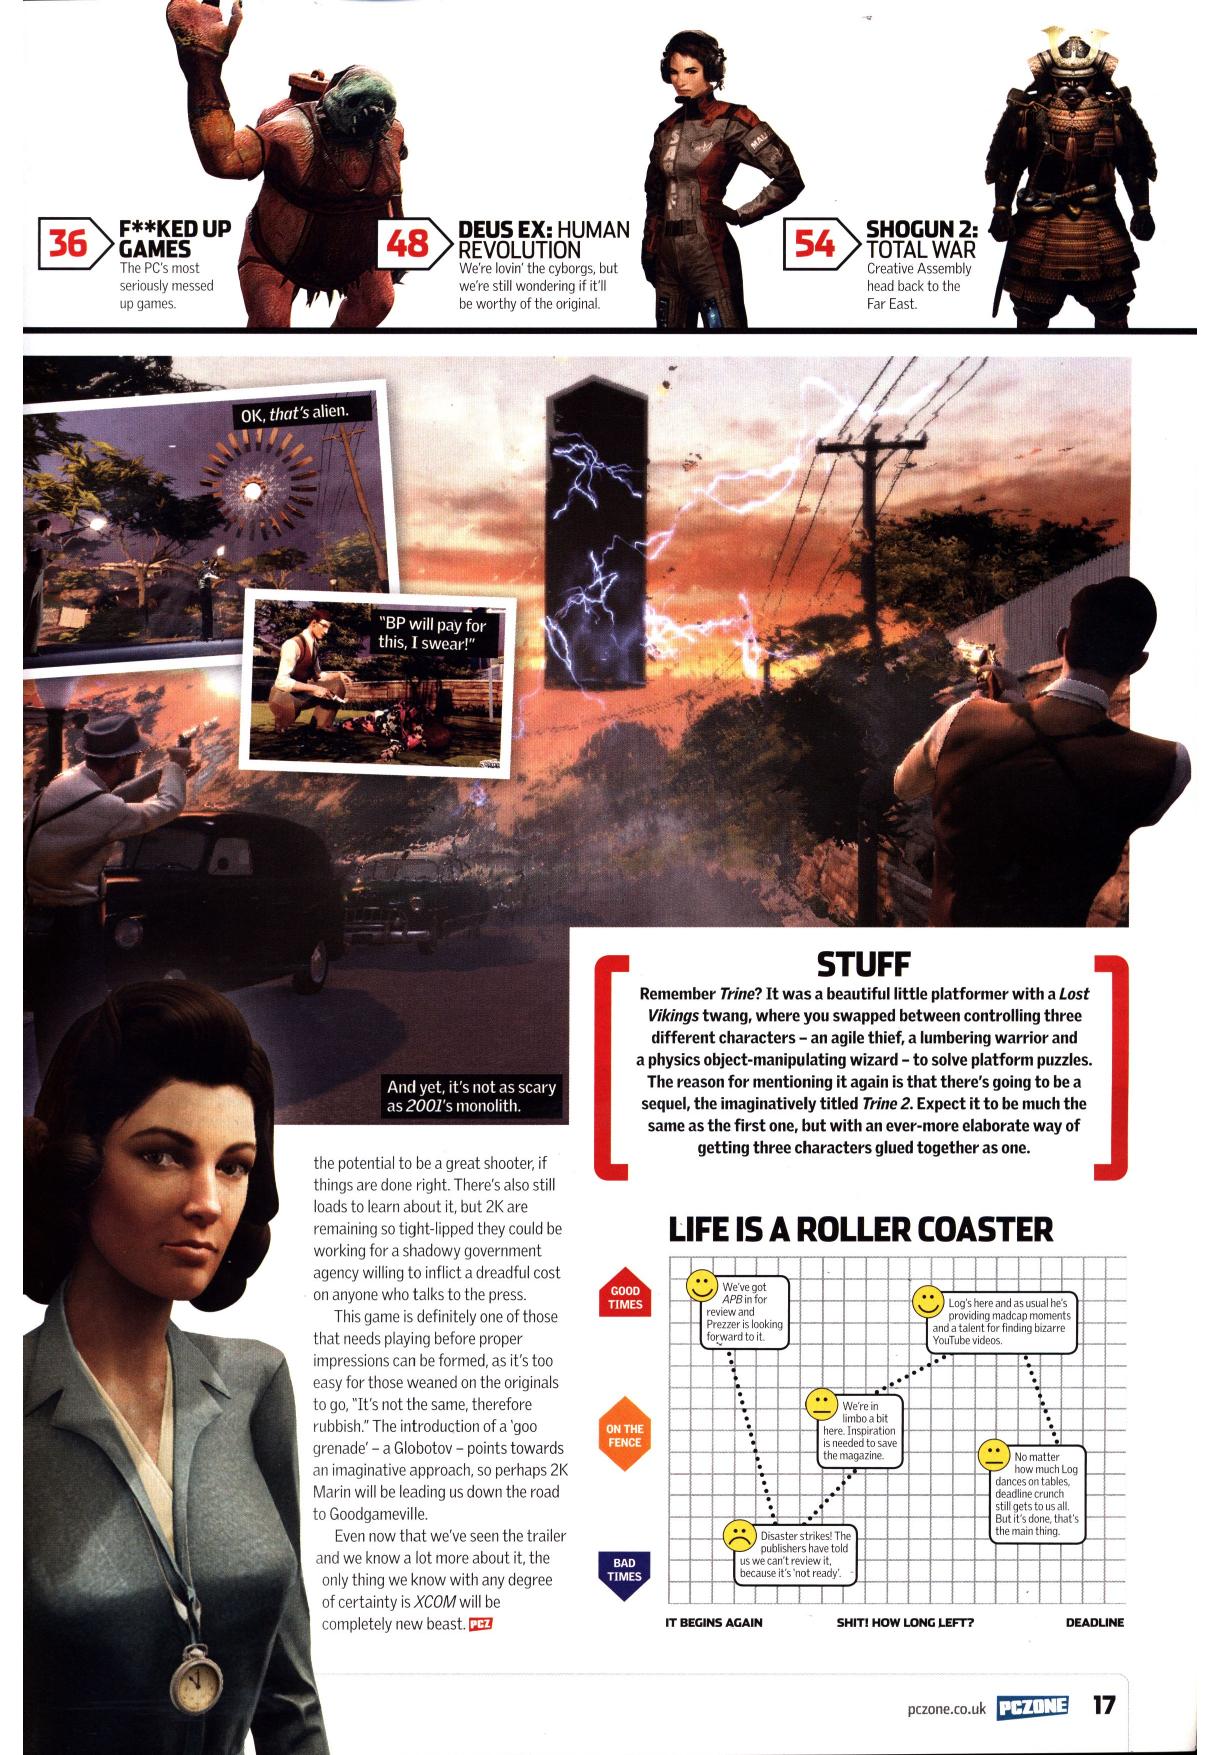 36
F**KED UP
GAMES
The PC's most
seriously messed
up games.
48
DEUS EX: HUMAN
REVOLUTION
We're lovin' the cyborgs, but
we're still wondering if it'll
be worthy of the original.
54
SHOGUN 2:
TOTAL WAR
Creative Assembly
head back to the
Far East.
OK, that's alien.
"BP will pay for
this, I swear!"
And yet, it's not as scary
as 2001's monolith.
the potential to be a great shooter, if
things are done right. There's also still
loads to learn about it, but 2K are
remaining so tight-lipped they could be
working for a shadowy government
agency willing to inflict a dreadful cost
on anyone who talks to the press.
This game is definitely one of those
that needs playing before proper
impressions can be formed, as it's too
easy for those weaned on the originals
to go, "It's not the same, therefore
rubbish." The introduction of a 'goo
grenade' – a Globotov – points towards
an imaginative approach, so perhaps 2K
Marin will be leading us down the road
to Goodgameville.
Even now that we've seen the trailer
and we know a lot more about it, the
only thing we know with any degree
of certainty is XCOM will be
completely new beast. PCZ
STUFF
Remember Trine? It was a beautiful little platformer with a Lost
Vikings twang, where you swapped between controlling three
different characters – an agile thief, a lumbering warrior and
a physics object-manipulating wizard – to solve platform puzzles.
The reason for mentioning it again is that there's going to be a
sequel, the imaginatively titled Trine 2. Expect it to be much the
same as the first one, but with an ever-more elaborate way of
getting three characters glued together as one.
LIFE IS A ROLLER COASTER
GOOD
TIMES
ON THE
FENCE
BAD
TIMES
We've got
APB in for
review and
Prezzer is looking
forward to it.
Disaster strikes! The
publishers have told
us we can't review it,
because it's 'not ready'.
We're in
limbo a bit
here. Inspiration
is needed to save
the magazine.
Log's here and as usual he's
providing madcap moments
and a talent for finding bizarre
YouTube videos.
No matter
how much Log
dances on tables,
deadline crunch
still gets to us all.
But it's done, that's
the main thing.
IT BEGINS AGAIN
SHIT! HOW LONG LEFT?
DEADLINE
pczone.co.uk PCZONE 17